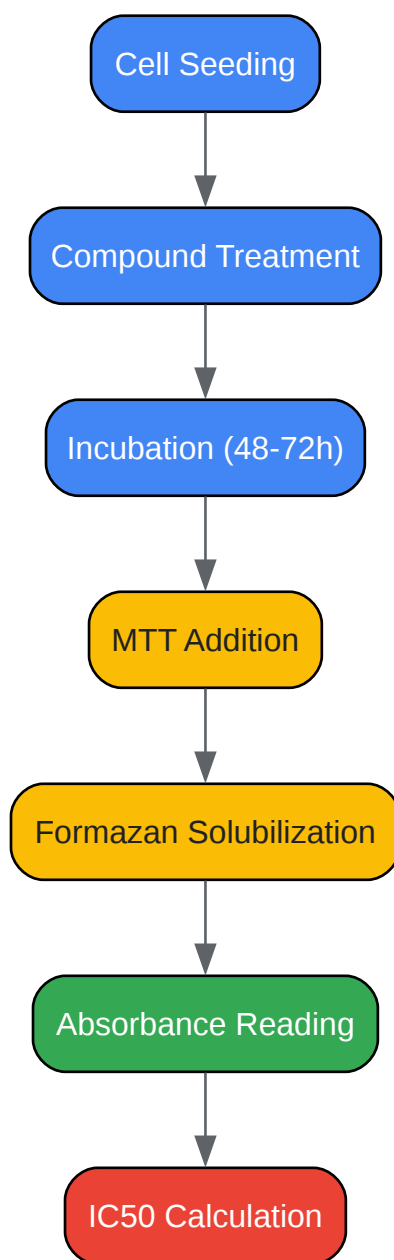 Cell Seeding
Compound Treatment
Incubation (48-72h)
MTT Addition
Formazan Solubilization
Absorbance Reading
IC50 Calculation